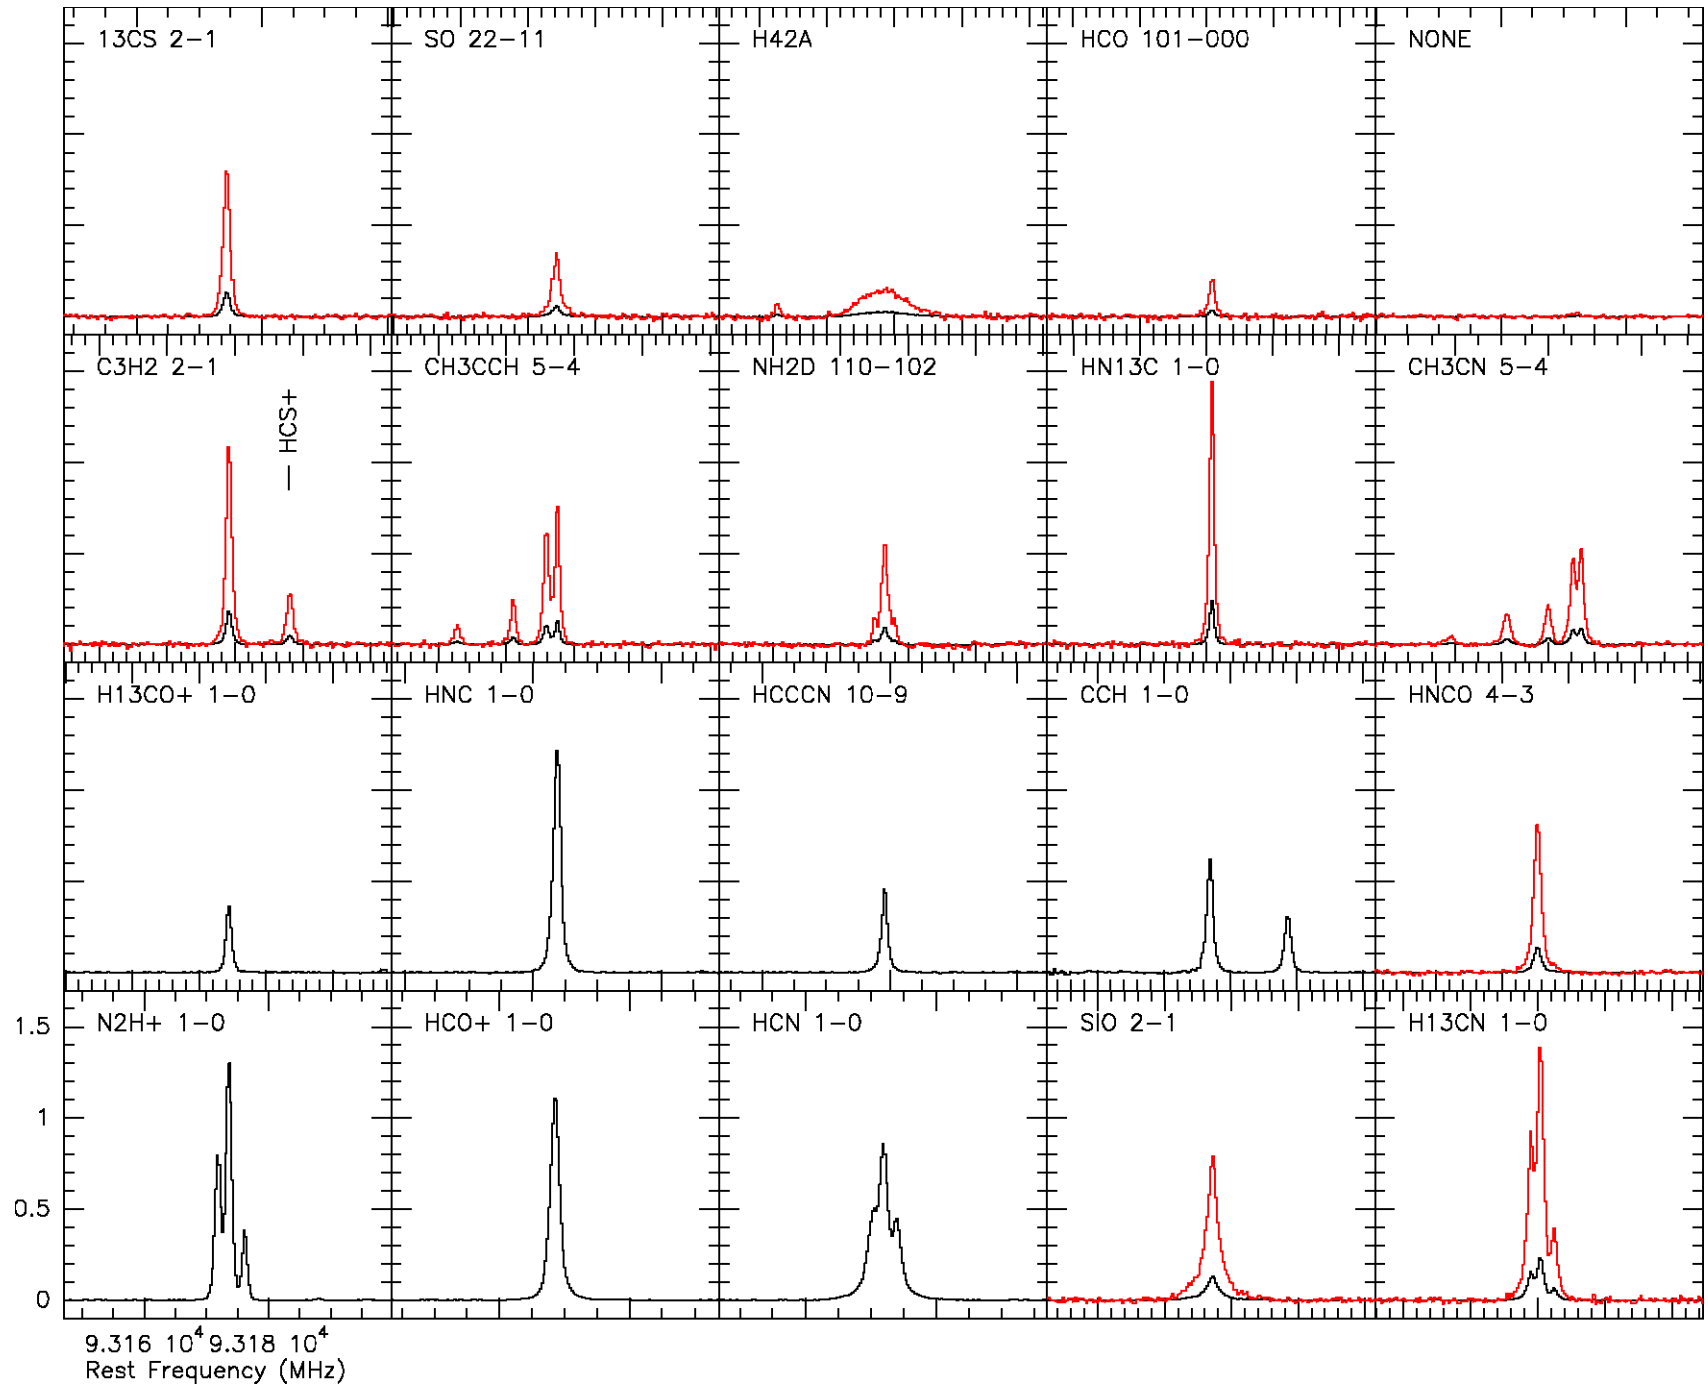 13CS 2-1
SO 22-11
H42A
HCO 101-000
NONE
C3H2 2-1
HCS+
CH3CCH 5-4
NH2D 110-102
HN13C 1-0
CH3CN 5-4
H13CO+ 1-0
HNC 1-0
HCCCN 10-9
CCH 1-0
HNCO 4-3
N2H+ 1-0
HCO+ 1-0
HCN 1-0
SIO 2-1
H13CN 1-0
1.5
1
0.5
0
9.316 10⁴ 9.318 10⁴
Rest Frequency (MHz)